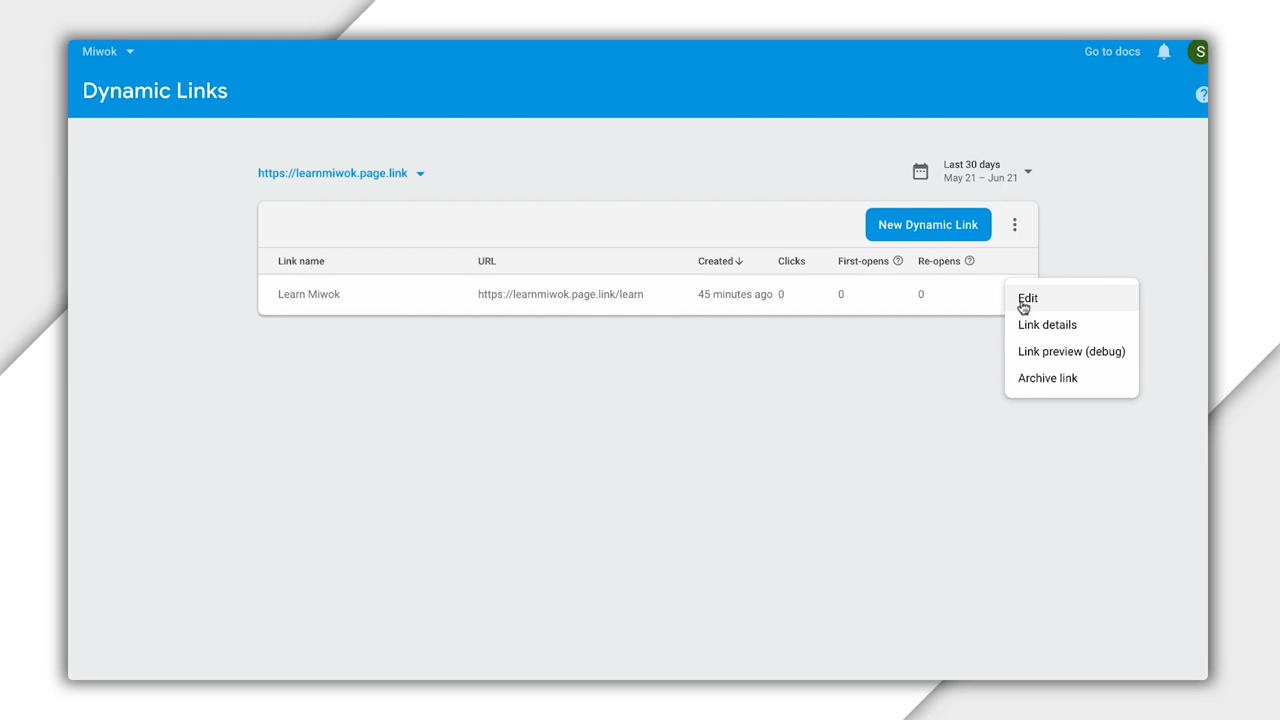 Miwok
Go to docs
S
Dynamic Links
?
https://learnmiwok.page.link
Last 30 days
May 21 – Jun 21
New Dynamic Link
Link name URL Created Clicks First-opens ? Re-opens ?
Learn Miwok https://learnmiwok.page.link/learn 45 minutes ago 0 0 0
Edit
Link details
Link preview (debug)
Archive link